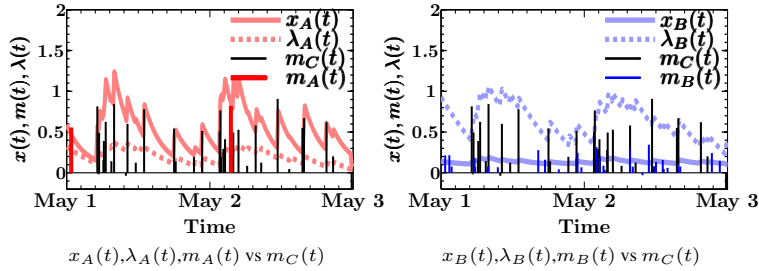 x(t), m(t), λ(t)
2
1.5
1
0.5
0
May 1 May 2 May 3
Time
x_A(t)
λ_A(t)
m_C(t)
m_A(t)
x_A(t),λ_A(t),m_A(t) vs m_C(t)
x(t), m(t), λ(t)
2
1.5
1
0.5
0
May 1 May 2 May 3
Time
x_B(t)
λ_B(t)
m_C(t)
m_B(t)
x_B(t),λ_B(t),m_B(t) vs m_C(t)